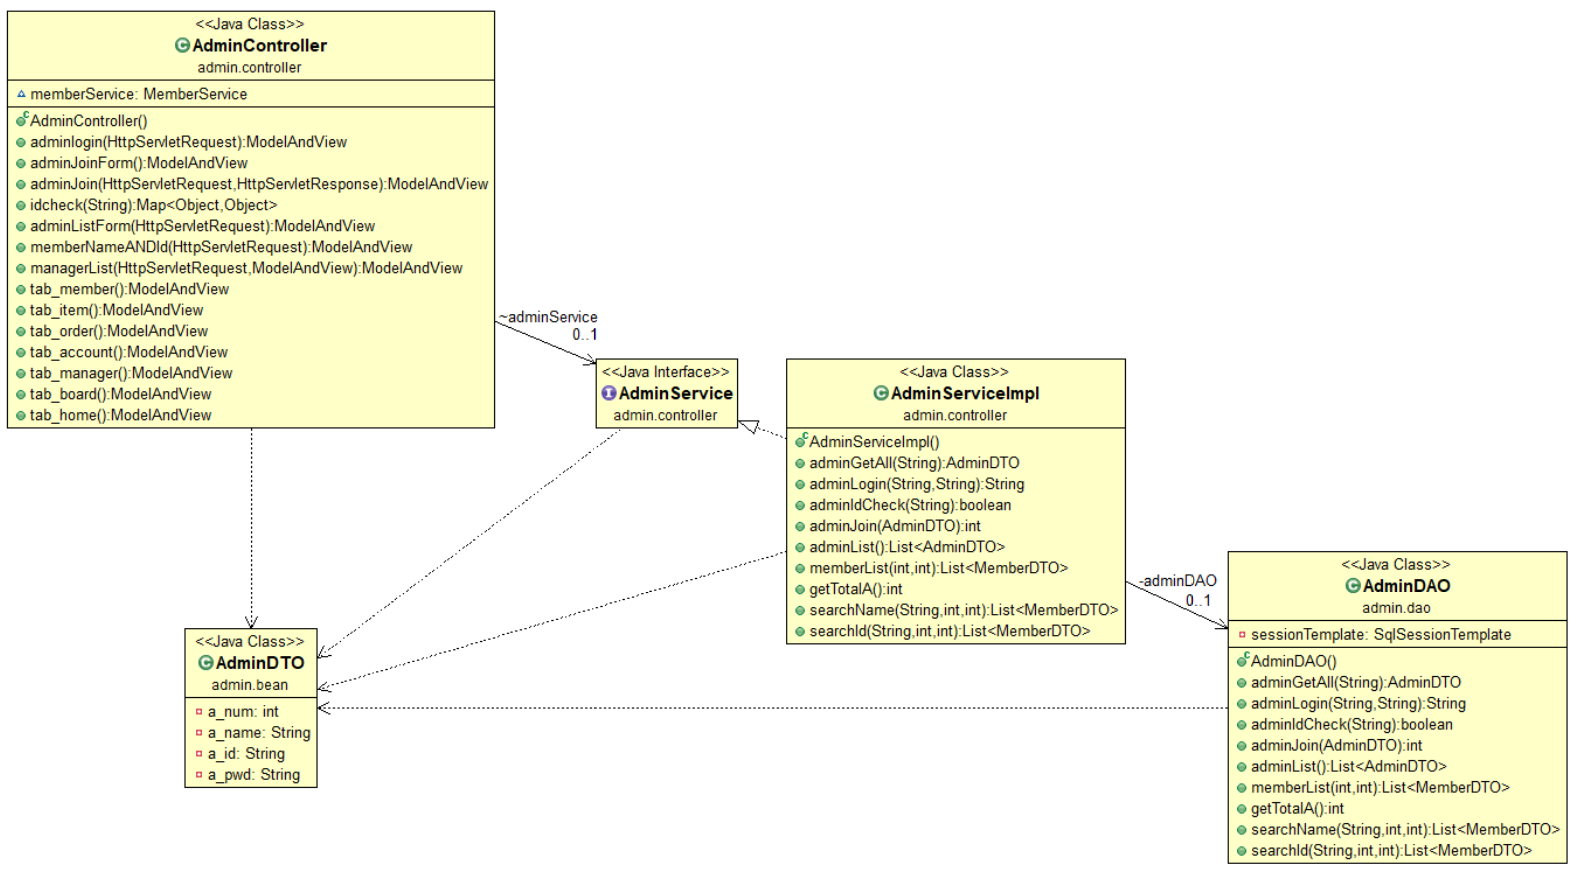 <<Java Class>>
AdminController
admin.controller
memberService: MemberService
AdminController()
adminlogin(HttpServletRequest):ModelAndView
adminJoinForm():ModelAndView
adminJoin(HttpServletRequest,HttpServletResponse):ModelAndView
idcheck(String):Map<Object,Object>
adminListForm(HttpServletRequest):ModelAndView
memberNameANDId(HttpServletRequest):ModelAndView
managerList(HttpServletRequest,ModelAndView):ModelAndView
tab_member():ModelAndView
tab_item():ModelAndView
tab_order():ModelAndView
tab_account():ModelAndView
tab_manager():ModelAndView
tab_board():ModelAndView
tab_home():ModelAndView
~adminService
0..1
<<Java Interface>>
AdminService
admin.controller
<<Java Class>>
AdminServiceImpl
admin.controller
AdminServiceImpl()
adminGetAll(String):AdminDTO
adminLogin(String,String):String
adminIdCheck(String):boolean
adminJoin(AdminDTO):int
adminList():List<AdminDTO>
memberList(int,int):List<MemberDTO>
getTotalA():int
searchName(String,int,int):List<MemberDTO>
searchId(String,int,int):List<MemberDTO>
-adminDAO
0..1
<<Java Class>>
AdminDAO
admin.dao
sessionTemplate: SqlSessionTemplate
AdminDAO()
adminGetAll(String):AdminDTO
adminLogin(String,String):String
adminIdCheck(String):boolean
adminJoin(AdminDTO):int
adminList():List<AdminDTO>
memberList(int,int):List<MemberDTO>
getTotalA():int
searchName(String,int,int):List<MemberDTO>
searchId(String,int,int):List<MemberDTO>
<<Java Class>>
AdminDTO
admin.bean
a_num: int
a_name: String
a_id: String
a_pwd: String